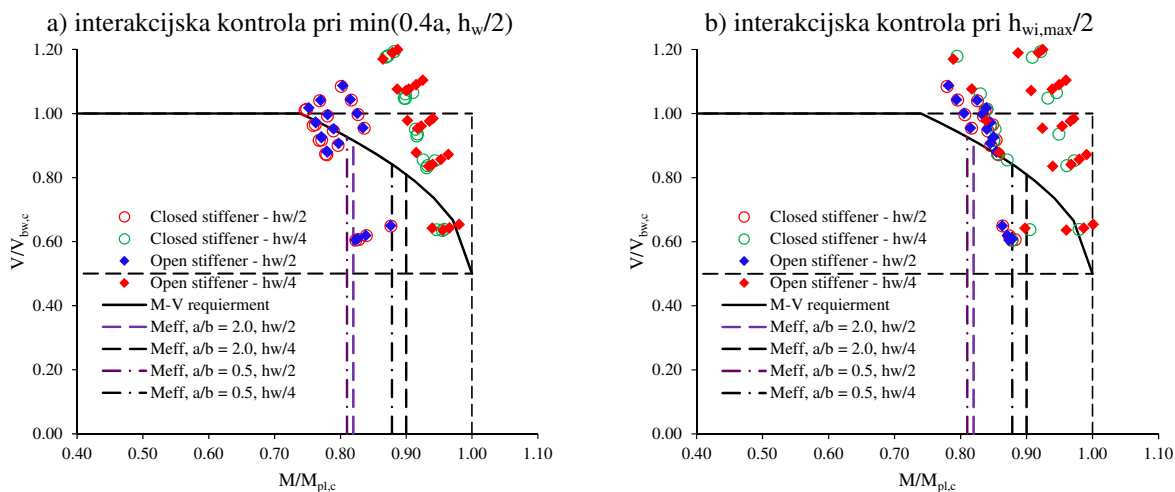 a) interakcijska kontrola pri min(0.4a, hw/2)
1.20
1.00
0.80
0.60
0.40
0.20
0.00
V/Vbw,c
Closed stiffener - hw/2
Closed stiffener - hw/4
Open stiffener - hw/2
Open stiffener - hw/4
M-V requierment
Meff, a/b = 2.0, hw/2
Meff, a/b = 2.0, hw/4
Meff, a/b = 0.5, hw/2
Meff, a/b = 0.5, hw/4
0.40 0.50 0.60 0.70 0.80 0.90 1.00 1.10
M/Mpl,c
b) interakcijska kontrola pri hwi,max/2
1.20
1.00
0.80
0.60
0.40
0.20
0.00
V/Vbw,c
Closed stiffener - hw/2
Closed stiffener - hw/4
Open stiffener - hw/2
Open stiffener - hw/4
M-V requierment
Meff, a/b = 2.0, hw/2
Meff, a/b = 2.0, hw/4
Meff, a/b = 0.5, hw/2
Meff, a/b = 0.5, hw/4
0.40 0.50 0.60 0.70 0.80 0.90 1.00 1.10
M/Mpl,c